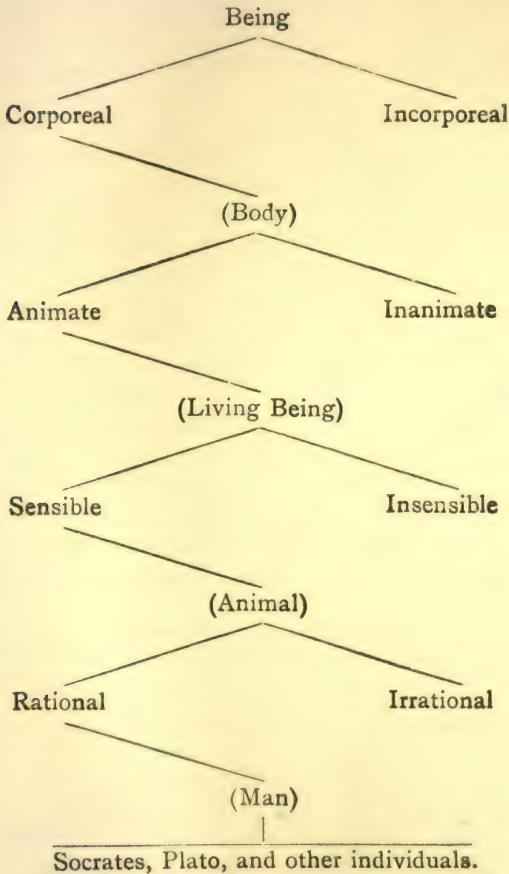 Being
Corporeal Incorporeal
(Body)
Animate Inanimate
(Living Being)
Sensible Insensible
(Animal)
Rational Irrational
(Man)
Socrates, Plato, and other individuals.